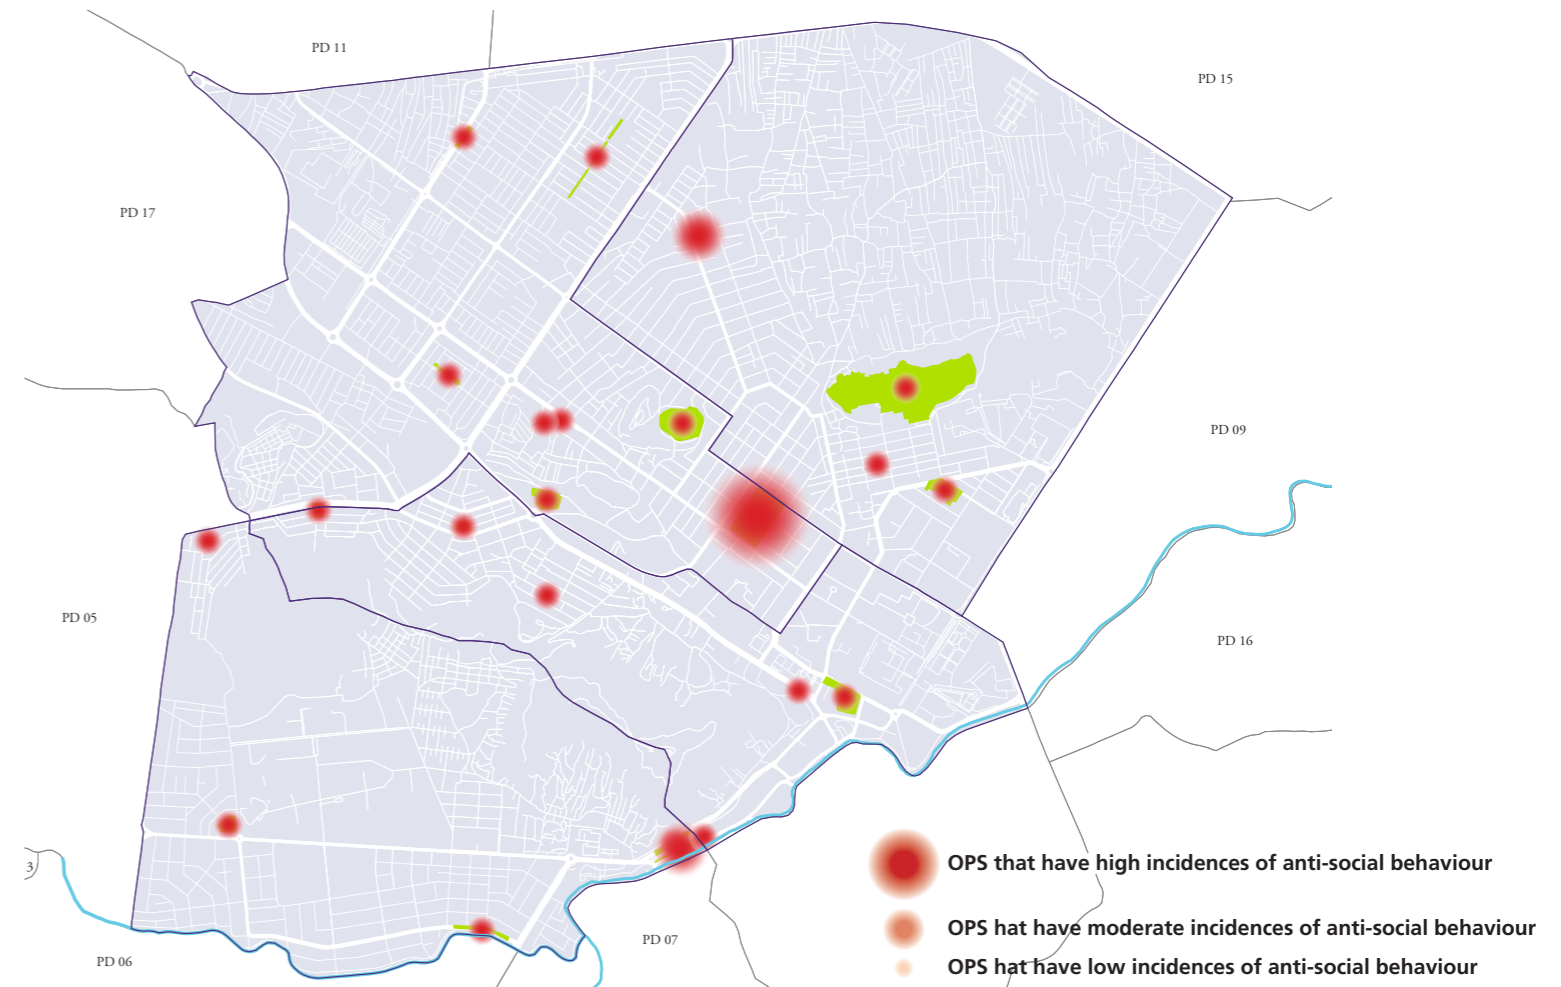 PD 11
PD 15
PD 17
PD 09
PD 05
PD 16
OPS that have high incidences of anti-social behaviour
3
OPS hat have moderate incidences of anti-social behaviour
PD 07
PD 06
OPS hat have low incidences of anti-social behaviour